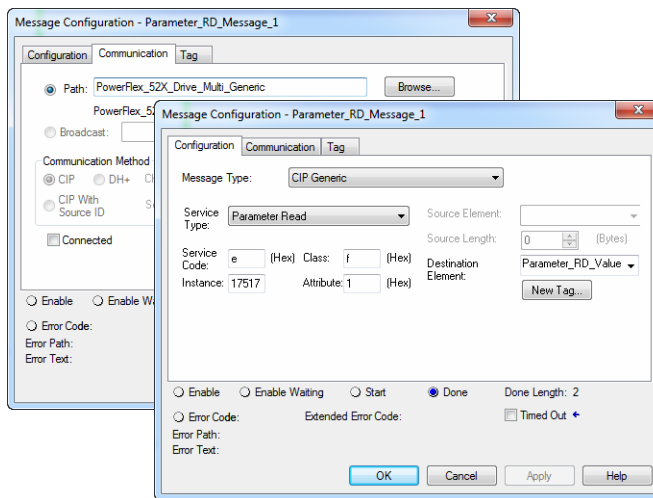 Message Configuration - Parameter_RD_Message_1
Configuration Communication Tag
Path: PowerFlex_52X_Drive_Multi_Generic Browse...
PowerFlex_52
Broadcast:
Communication Method
CIP DH+
CIP With
Source ID
Connected
Enable Enable Wa
Error Code:
Error Path:
Error Text:
Message Configuration - Parameter_RD_Message_1
Configuration Communication Tag
Message Type: CIP Generic
Service
Type: Parameter Read Source Element:
Source Length: 0 (Bytes)
Service
Code: e (Hex) Class: f (Hex) Destination
Element: Parameter_RD_Value
Instance: 17517 Attribute: 1 (Hex) New Tag...
Enable Enable Waiting Start Done Done Length: 2
Error Code: Extended Error Code: Timed Out
Error Path:
Error Text:
OK Cancel Apply Help